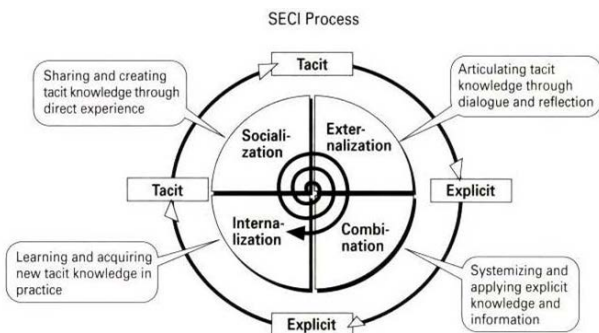 SECI Process
Tacit
Sharing and creating
tacit knowledge through
direct experience
Articulating tacit
knowledge through
dialogue and reflection
Sociali-
zation
Exter-
nalization
Tacit
Explicit
Interna-
lization
Combi-
nation
Learning and acquiring
new tacit knowledge in
practice
Systemizing and
applying explicit
knowledge and
information
Explicit